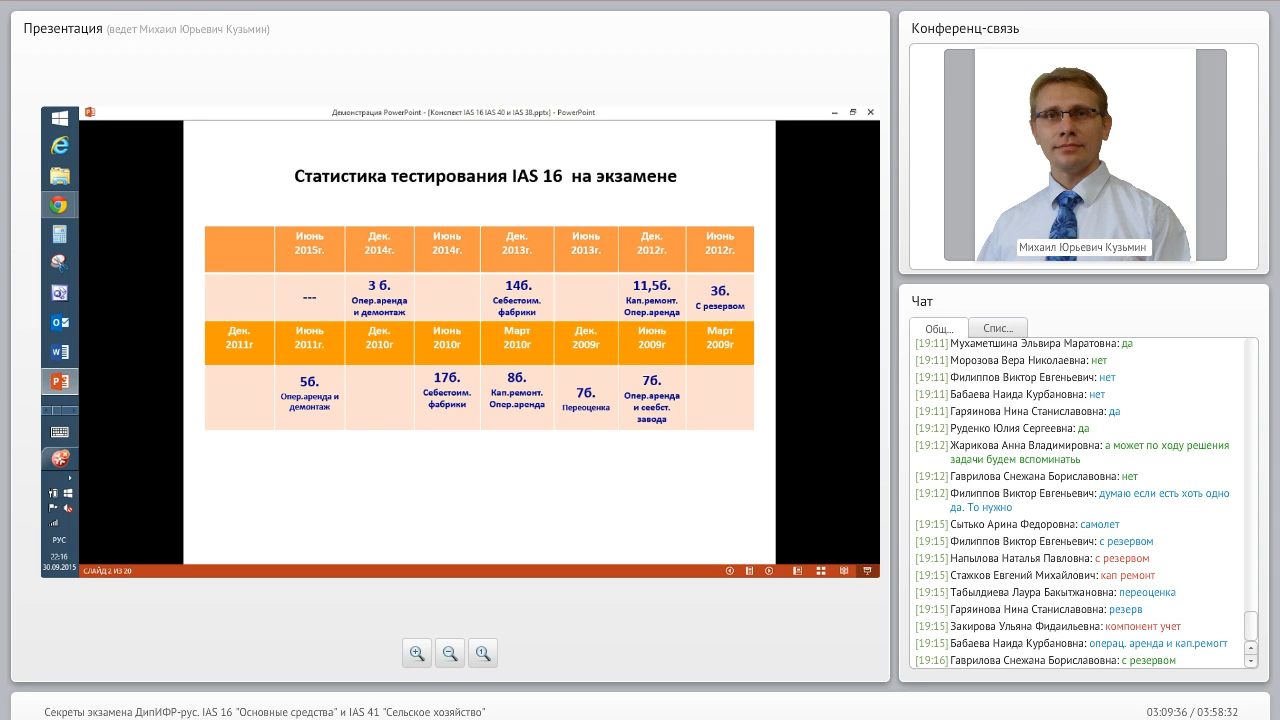 Презентация (ведет Михаил Юрьевич Кузьмин)
Демонстрация PowerPoint - [Конспект IAS 16 IAS 40 и IAS 38.pptx] - PowerPoint
Статистика тестирования IAS 16 на экзамене
Июнь 2015г. Дек. 2014г. Июнь 2014г. Дек. 2013г. Июнь 2013г. Дек. 2012г. Июнь 2012г.
--- 3 б. Опер.аренда и демонтаж 14б. Себестоим. фабрики 11,5б. Кап.ремонт. Опер.аренда 3б. С резервом
Дек. 2011г Июнь 2011г. Дек. 2010г Июнь 2010г Март 2010г Дек. 2009г Июнь 2009г Март 2009г
5б. Опер.аренда и демонтаж 17б. Себестоим. фабрики 8б. Кап.ремонт. Опер.аренда 7б. Переоценка 7б. Опер.аренда и сеебст. завода
РУС
22:16
30.09.2015
СЛАЙД 2 ИЗ 20
Конференц-связь
Михаил Юрьевич Кузьмин
Чат
Общ... Спис...
[19:11] Мухаметшина Эльвира Маратовна: да
[19:11] Морозова Вера Николаевна: нет
[19:11] Филиппов Виктор Евгеньевич: нет
[19:11] Бабаева Наида Курбановна: нет
[19:11] Гаряинова Нина Станиславовна: да
[19:12] Руденко Юлия Сергеевна: да
[19:12] Жарикова Анна Владимировна: а может по ходу решения
задачи будем вспоминатьь
[19:12] Гаврилова Снежана Бориславовна: нет
[19:12] Филиппов Виктор Евгеньевич: думаю если есть хоть одно
да. То нужно
[19:15] Сытько Арина Федоровна: самолет
[19:15] Филиппов Виктор Евгеньевич: с резервом
[19:15] Напылова Наталья Павловна: с резервом
[19:15] Стажков Евгений Михайлович: кап ремонт
[19:15] Табылдиева Лаура Бакытжановна: переоценка
[19:15] Гаряинова Нина Станиславовна: резерв
[19:15] Закирова Ульяна Фидаильевна: компонент учет
[19:15] Бабаева Наида Курбановна: операц. аренда и кап.ремогт
[19:16] Гаврилова Снежана Бориславовна: с резервом
Секреты экзамена ДипИФР-рус. IAS 16 "Основные средства" и IAS 41 "Сельское хозяйство"
03:09:36 / 03:58:32